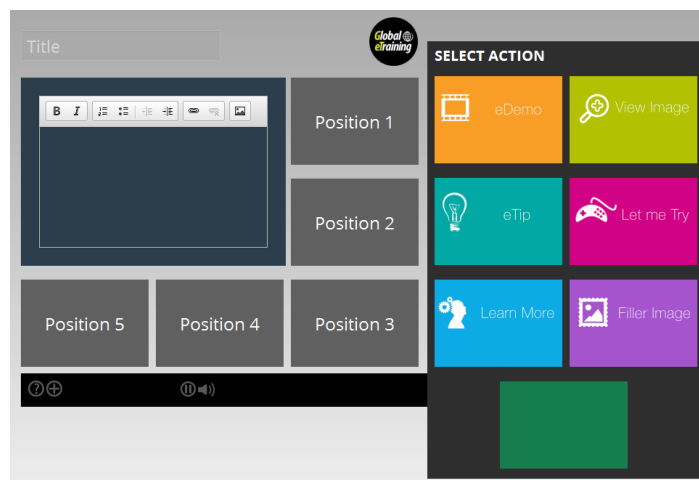 Title
Global
eTraining
SELECT ACTION
B I
Position 1
Position 2
Position 5
Position 4
Position 3
eDemo
View Image
eTip
Let me Try
Learn More
Filler Image